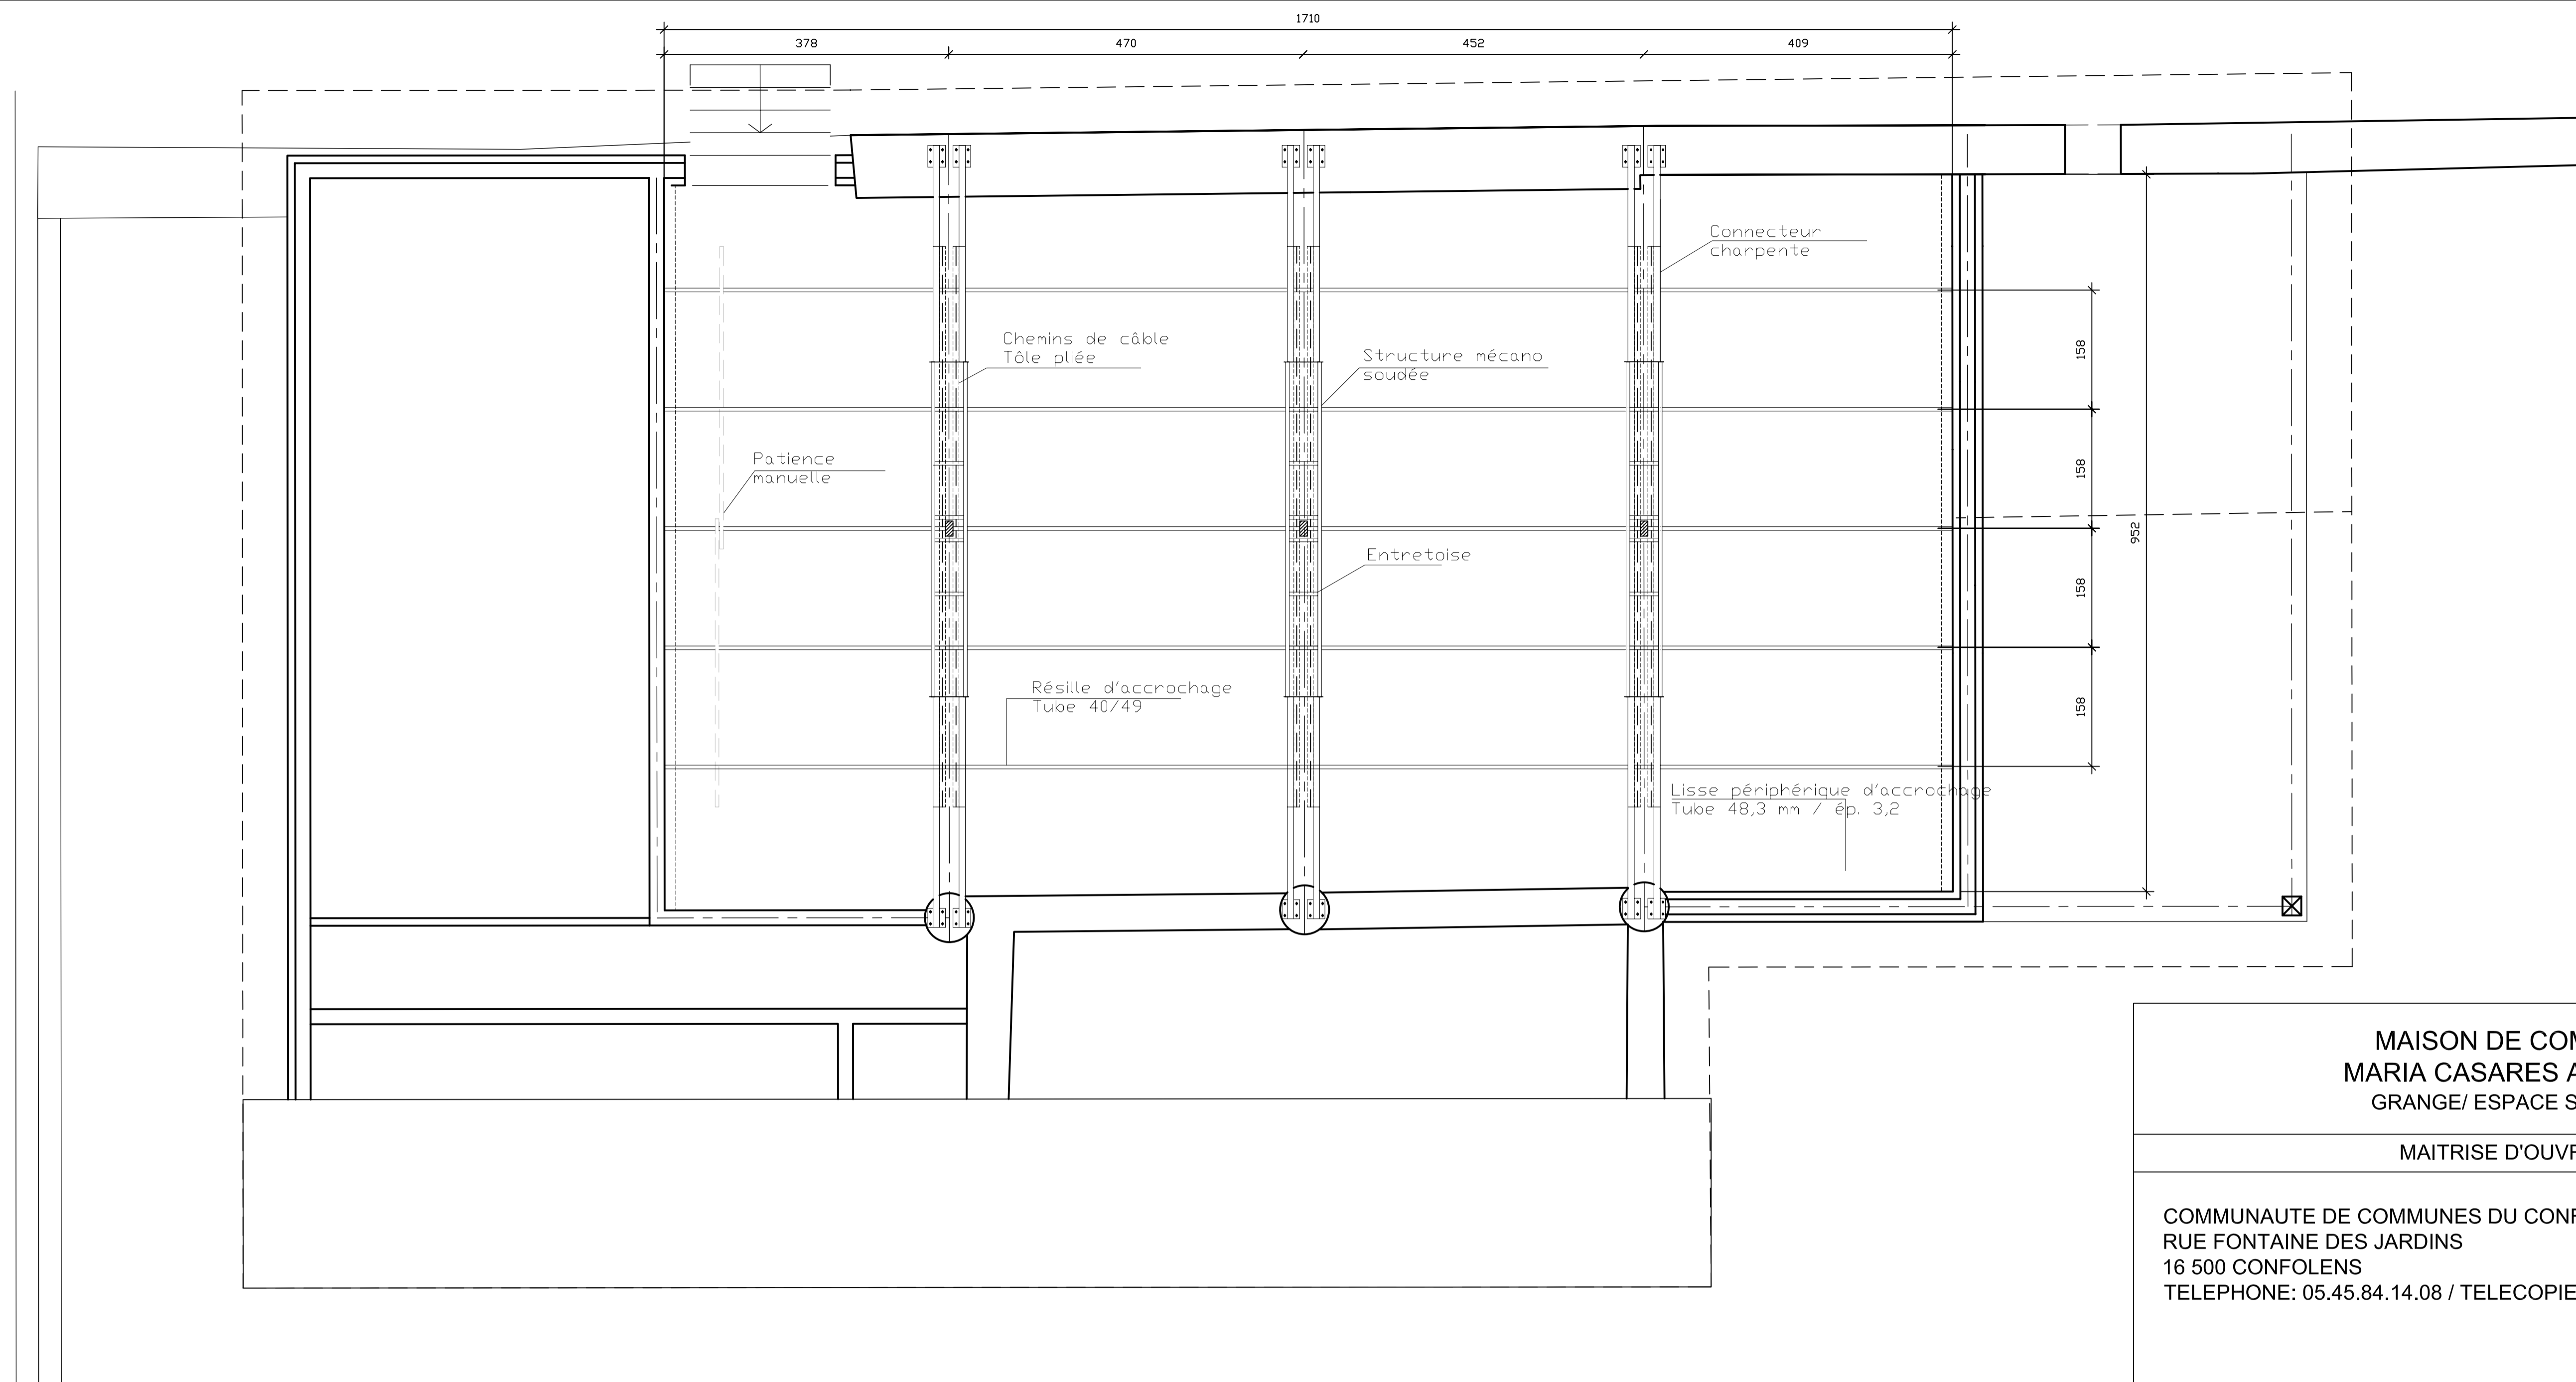 1710
378
470
452
409
Connecteur
charpente
Chemins de câble
Tôle pliée
Structure mécano
soudée
158
Patience
manuelle
158
952
Entretoise
158
Résille d'accrochage
Tube 40/49
158
Lisse périphérique d'accrochage
Tube 48,3 mm / ép. 3,2
MAISON DE COM
MARIA CASARES A
GRANGE/ ESPACE S
MAITRISE D'OUVR
COMMUNAUTE DE COMMUNES DU CONF
RUE FONTAINE DES JARDINS
16 500 CONFOLENS
TELEPHONE: 05.45.84.14.08 / TELECOPIE